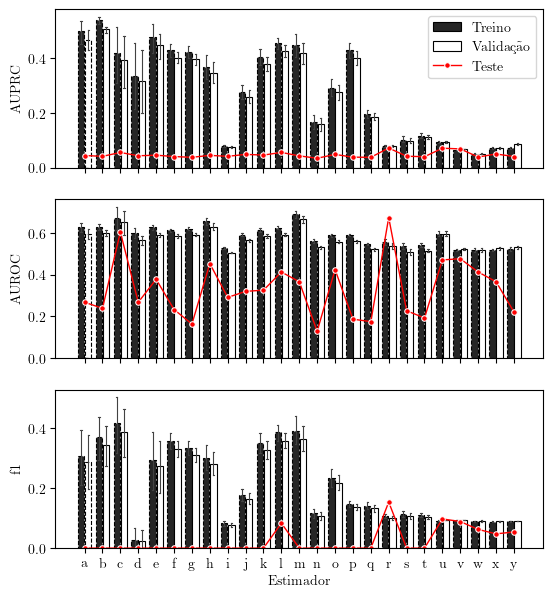 AUPRC
0.4
0.2
0.0
Treino
Validação
Teste
AUROC
0.6
0.4
0.2
0.0
f1
0.4
0.2
0.0
a b c d e f g h i j k l m n o p q r s t u v w x y
Estimador